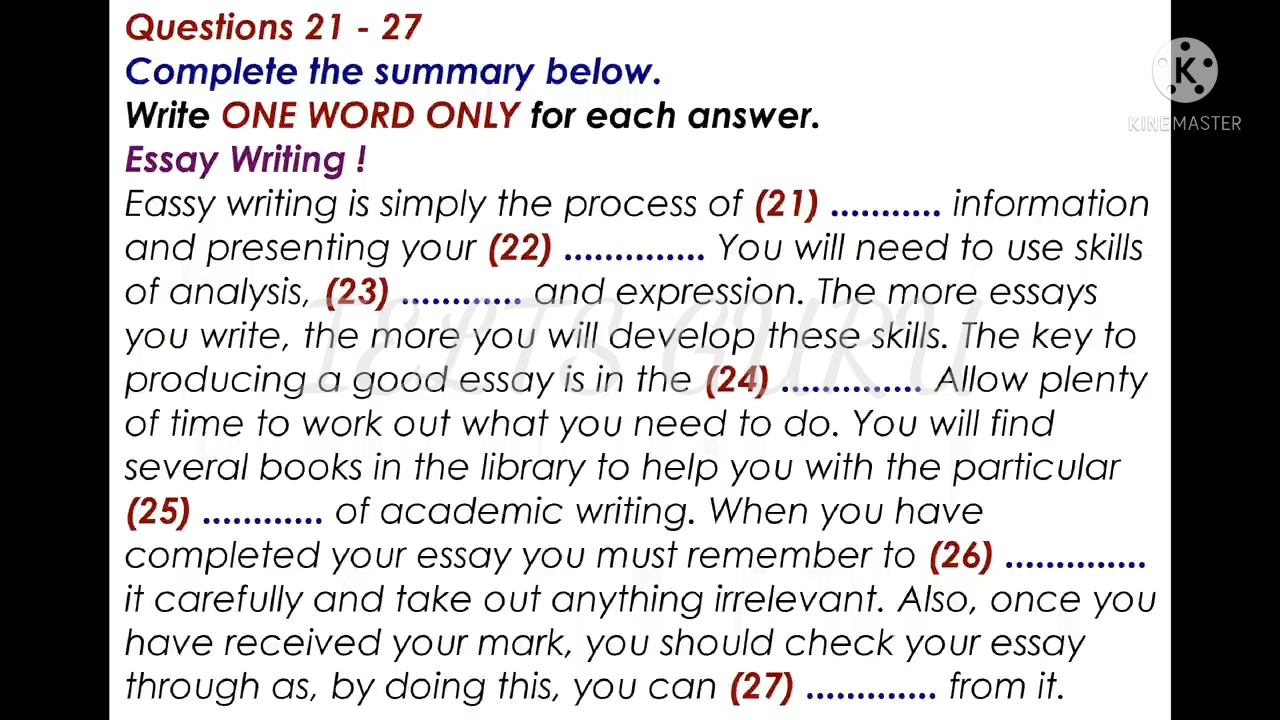 Questions 21 - 27
Complete the summary below.
Write ONE WORD ONLY for each answer.
Essay Writing !
Eassy writing is simply the process of (21) ........... information
and presenting your (22) .............. You will need to use skills
of analysis, (23) ............ and expression. The more essays
you write, the more you will develop these skills. The key to
producing a good essay is in the (24) .............. Allow plenty
of time to work out what you need to do. You will find
several books in the library to help you with the particular
(25) ............ of academic writing. When you have
completed your essay you must remember to (26) ..............
it carefully and take out anything irrelevant. Also, once you
have received your mark, you should check your essay
through as, by doing this, you can (27) ............. from it.
K
KINEMASTER
IELTS GURU